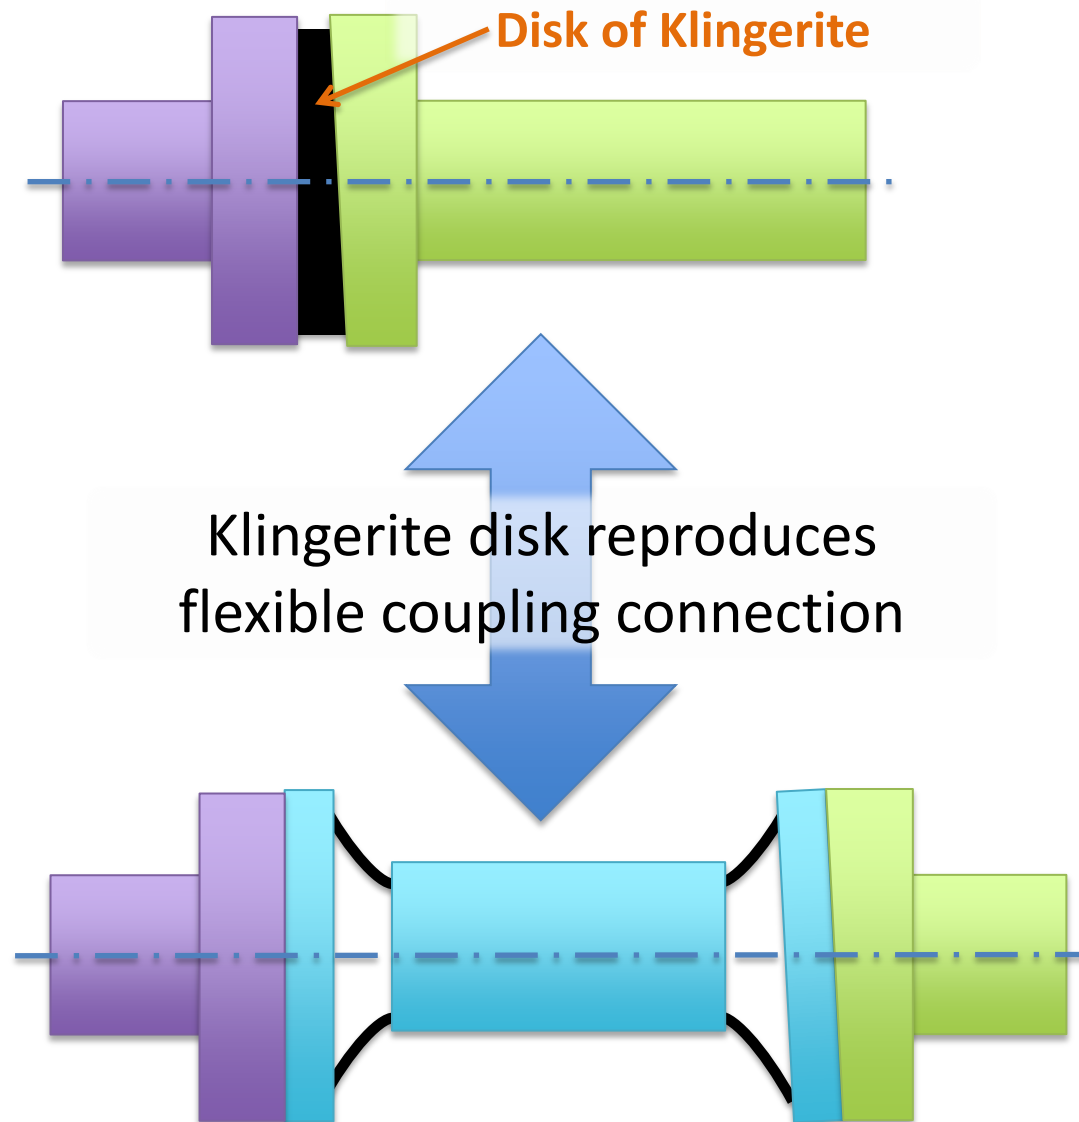 Disk of Klingerite
Klingerite disk reproduces
flexible coupling connection